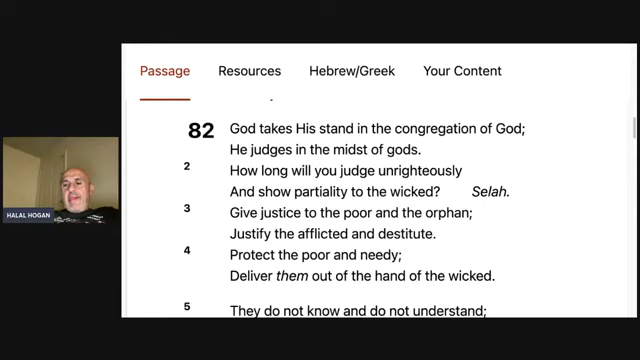 Passage Resources Hebrew/Greek Your Content
82 God takes His stand in the congregation of God;
He judges in the midst of gods.
2 How long will you judge unrighteously
And show partiality to the wicked? Selah.
3 Give justice to the poor and the orphan;
Justify the afflicted and destitute.
4 Protect the poor and needy;
Deliver them out of the hand of the wicked.
5 They do not know and do not understand;
HALAL HOGAN